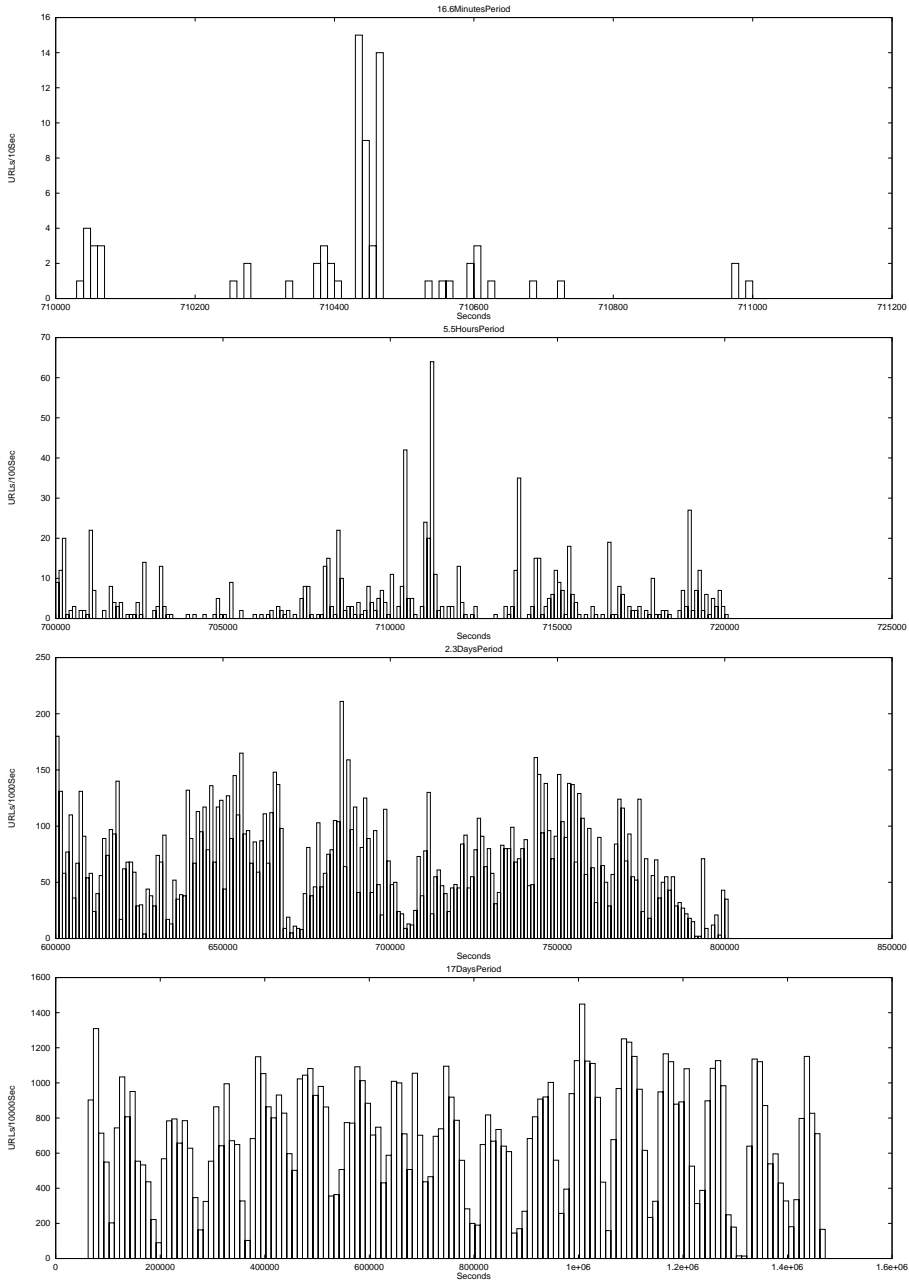 16.6MinutesPeriod
16
14
12
10
8
6
4
2
0
URLs/10Sec
710000 710200 710400 710600 710800 711000 711200
Seconds
5.5HoursPeriod
70
60
50
40
30
20
10
0
URLs/100Sec
700000 705000 710000 715000 720000 725000
Seconds
2.3DaysPeriod
250
200
150
100
50
0
URLs/1000Sec
600000 650000 700000 750000 800000 850000
Seconds
17DaysPeriod
1600
1400
1200
1000
800
600
400
200
0
URLs/10000Sec
0 200000 400000 600000 800000 1e+06 1.2e+06 1.4e+06 1.6e+06
Seconds